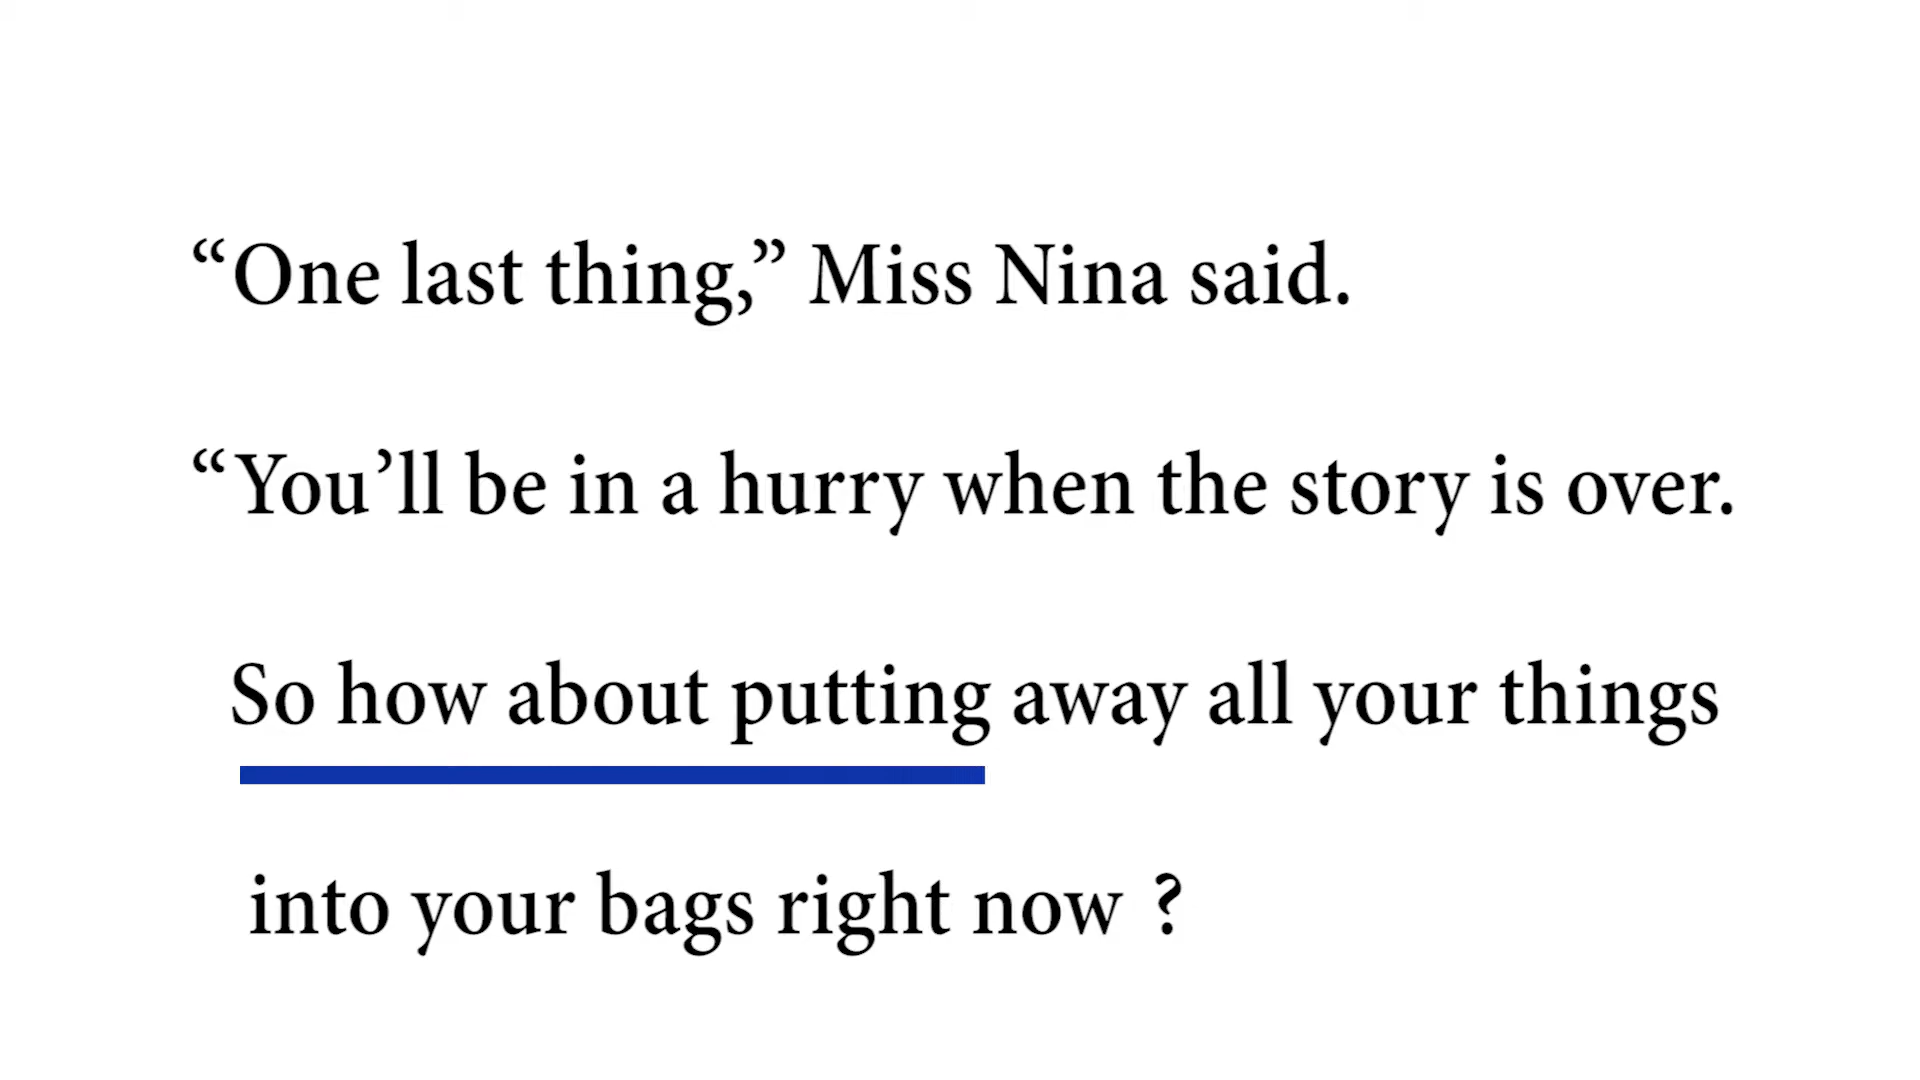 “One last thing,” Miss Nina said.
“You’ll be in a hurry when the story is over.
So how about putting away all your things
into your bags right now ?